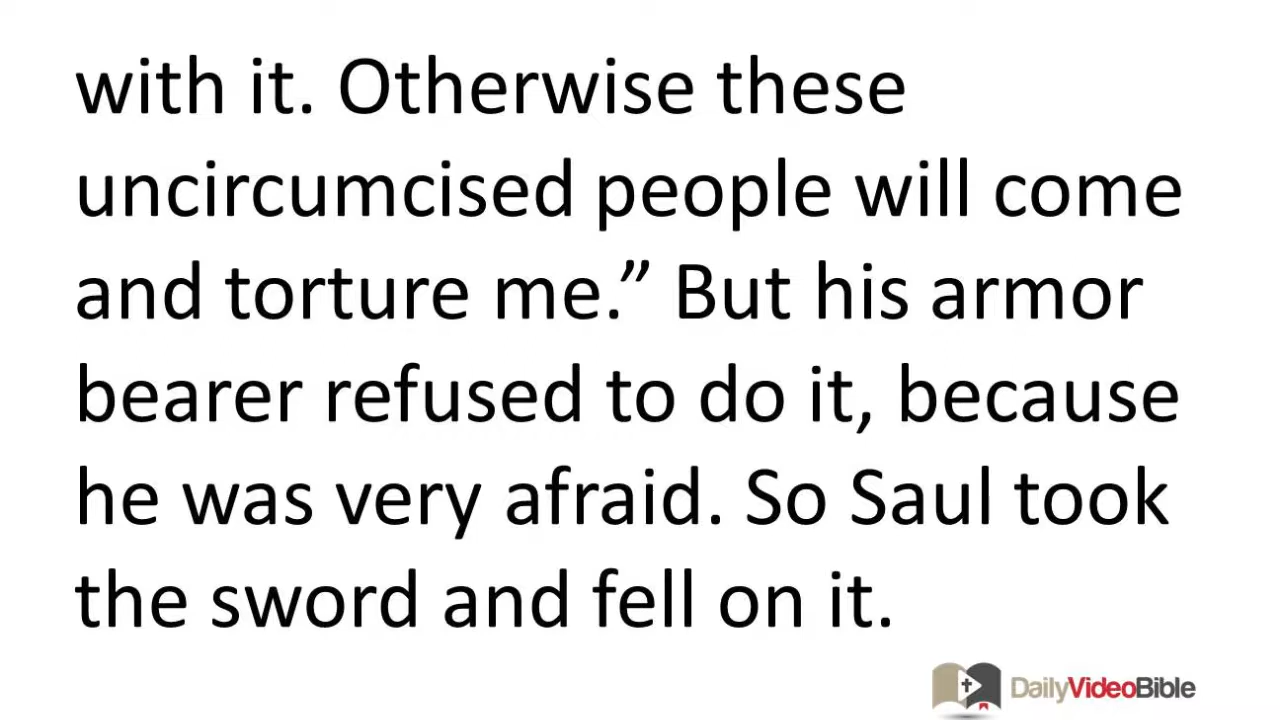 with it. Otherwise these
uncircumcised people will come
and torture me.” But his armor
bearer refused to do it, because
he was very afraid. So Saul took
the sword and fell on it.
DailyVideoBible